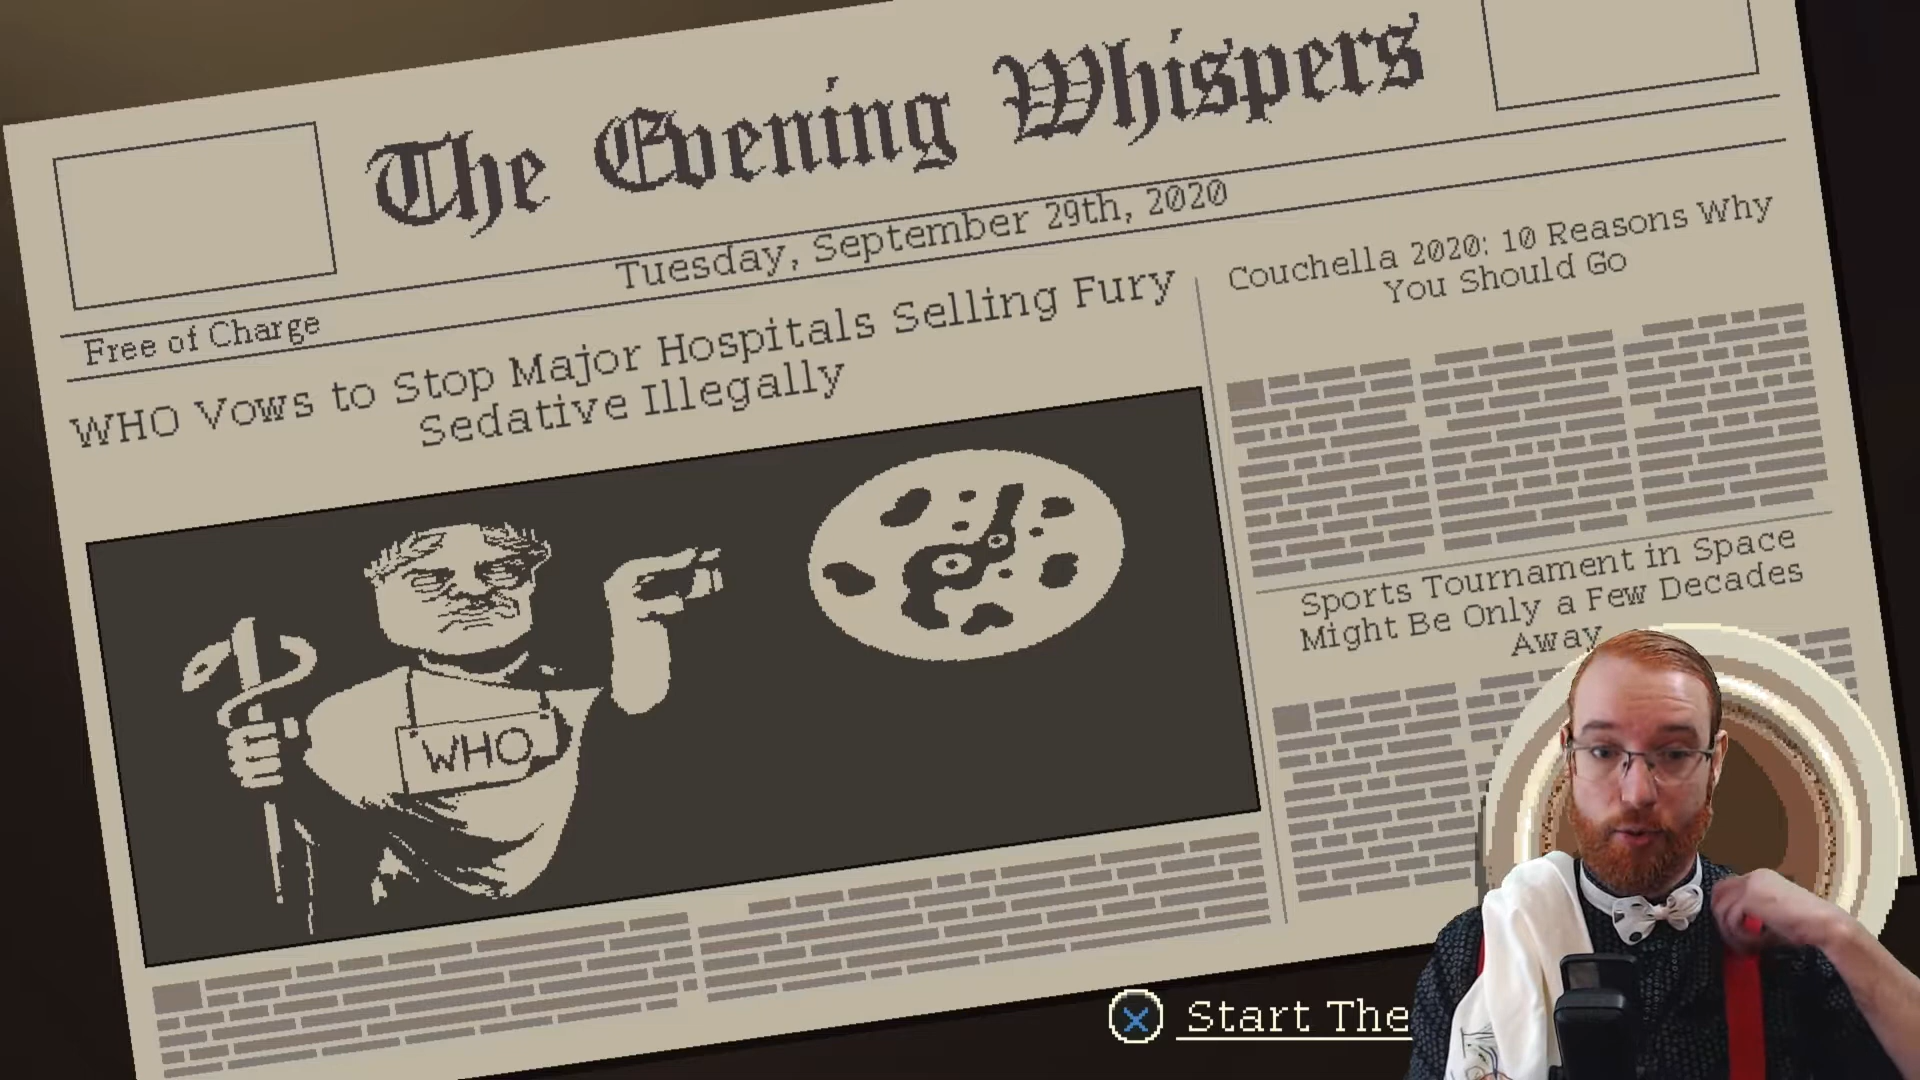 The Evening Whispers
Tuesday, September 29th, 2020
Free of Charge
WHO Vows to Stop Major Hospitals Selling Fury
Sedative Illegally
WHO
Couchella 2020: 10 Reasons Why
You Should Go
Sports Tournament in Space
Might Be Only a Few Decades
Away
Start The